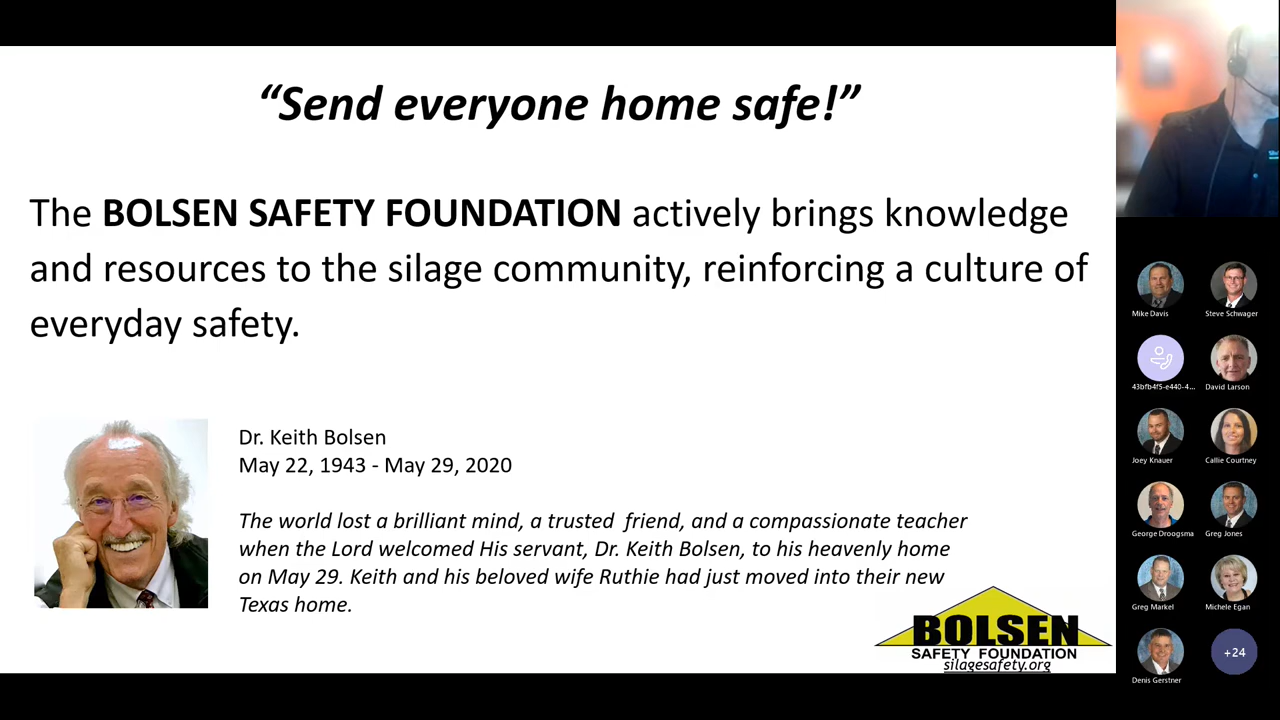 “Send everyone home safe!”
The BOLSEN SAFETY FOUNDATION actively brings knowledge
and resources to the silage community, reinforcing a culture of
everyday safety.
Dr. Keith Bolsen
May 22, 1943 - May 29, 2020
The world lost a brilliant mind, a trusted friend, and a compassionate teacher
when the Lord welcomed His servant, Dr. Keith Bolsen, to his heavenly home
on May 29. Keith and his beloved wife Ruthie had just moved into their new
Texas home.
BOLSEN
SAFETY FOUNDATION
silagesafety.org
Mike Davis
Steve Schwager
43bfb4f5-e440-4...
David Larson
Joey Knauer
Callie Courtney
George Droogsma
Greg Jones
Greg Markel
Michele Egan
Denis Gerstner
+24